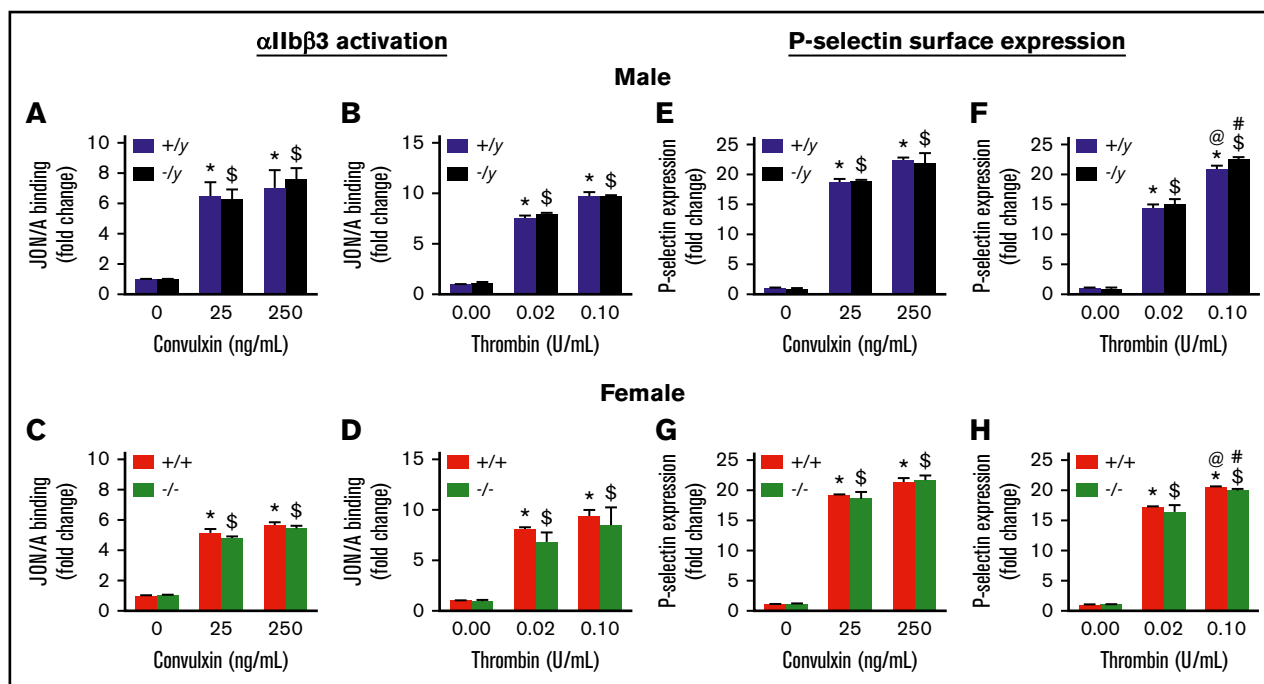 αIIbβ3 activation
P-selectin surface expression
Male
A
JON/A binding
(fold change)
10
8
6
4
2
0
+/y
-/y
* $ * $
0 25 250
Convulxin (ng/mL)
B
JON/A binding
(fold change)
15
10
5
0
+/y
-/y
* $ * $
0.00 0.02 0.10
Thrombin (U/mL)
E
P-selectin expression
(fold change)
25
20
15
10
5
0
+/y
-/y
* $ * $
0 25 250
Convulxin (ng/mL)
F
P-selectin expression
(fold change)
25
20
15
10
5
0
+/y
-/y
@ #
* $ * $
0.00 0.02 0.10
Thrombin (U/mL)
Female
C
JON/A binding
(fold change)
10
8
6
4
2
0
+/+
-/-
* $ * $
0 25 250
Convulxin (ng/mL)
D
JON/A binding
(fold change)
15
10
5
0
+/+
-/-
* $ * $
0.00 0.02 0.10
Thrombin (U/mL)
G
P-selectin expression
(fold change)
25
20
15
10
5
0
+/+
-/-
* $ * $
0 25 250
Convulxin (ng/mL)
H
P-selectin expression
(fold change)
25
20
15
10
5
0
+/+
-/-
@ #
* $ * $
0.00 0.02 0.10
Thrombin (U/mL)